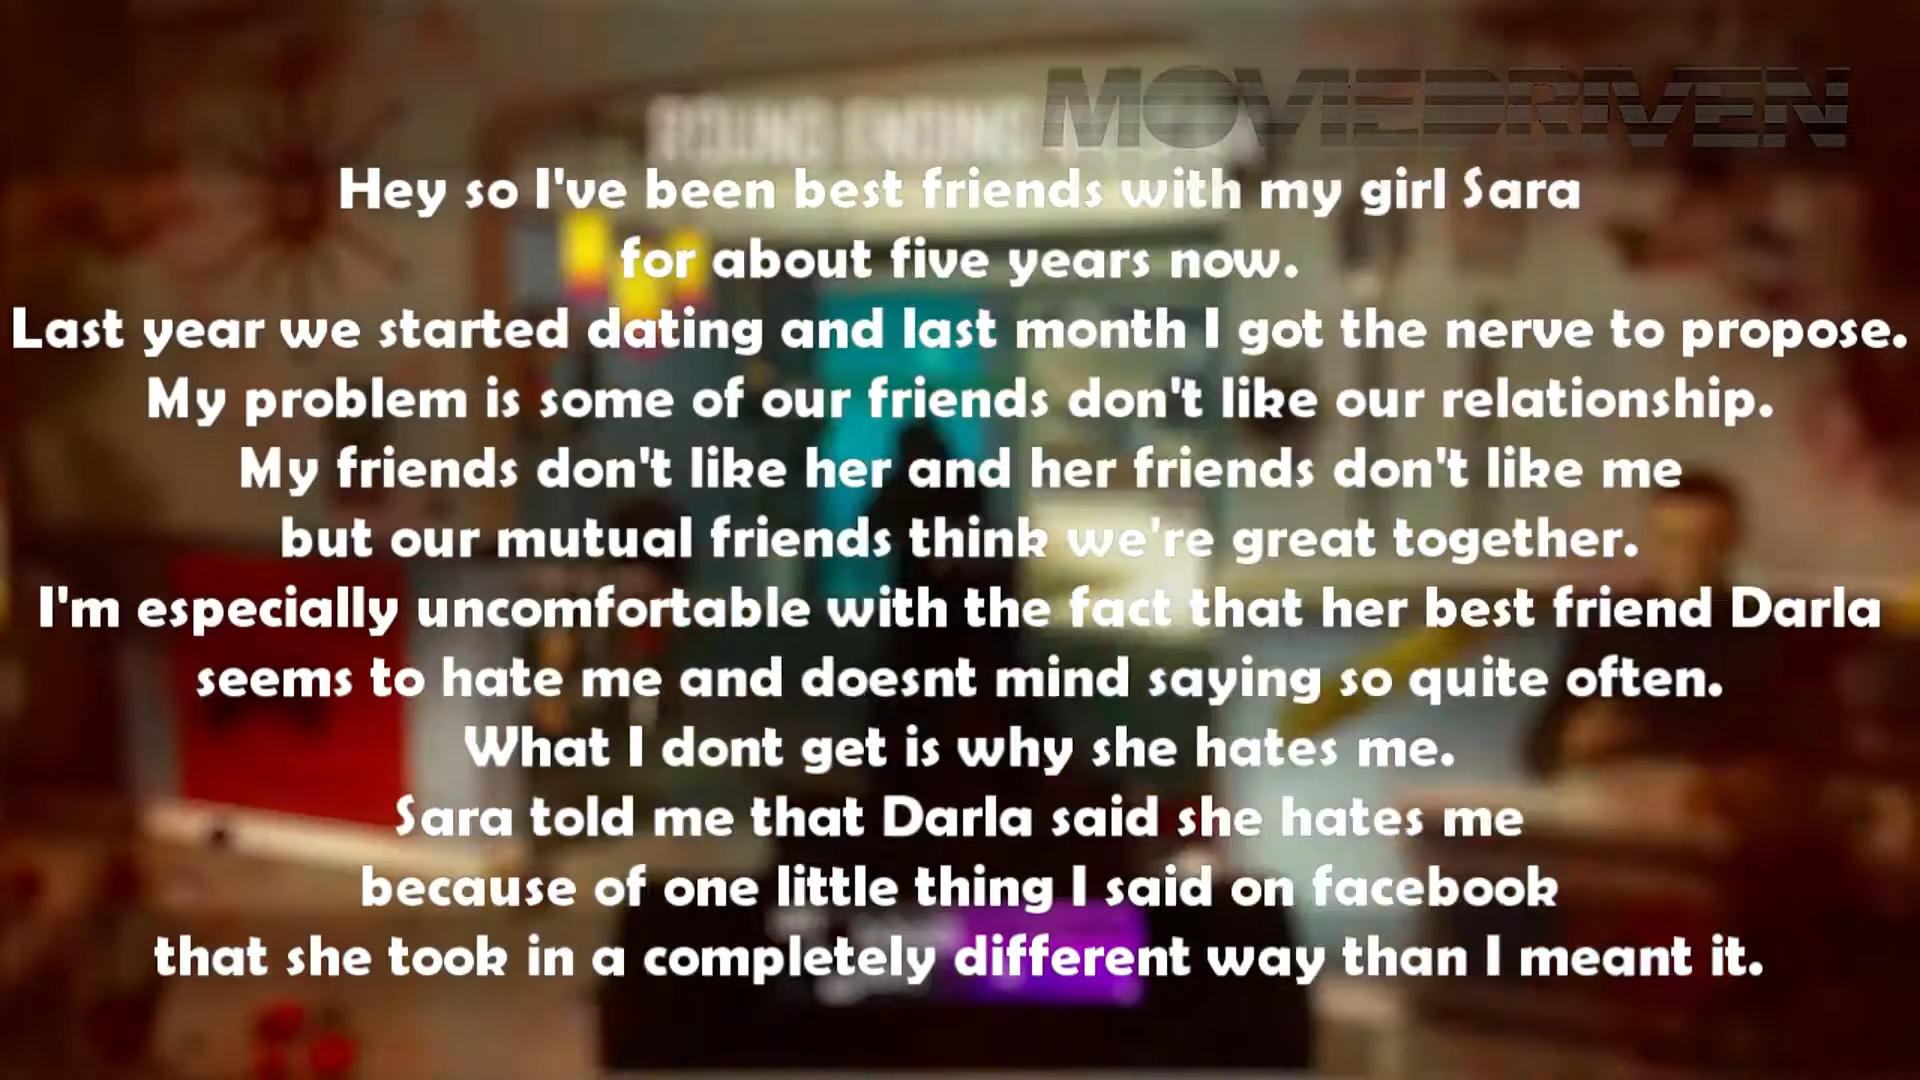 MOVIEDRIVEN
Hey so I've been best friends with my girl Sara
for about five years now.
Last year we started dating and last month I got the nerve to propose.
My problem is some of our friends don't like our relationship.
My friends don't like her and her friends don't like me
but our mutual friends think we're great together.
I'm especially uncomfortable with the fact that her best friend Darla
seems to hate me and doesnt mind saying so quite often.
What I dont get is why she hates me.
Sara told me that Darla said she hates me
because of one little thing I said on facebook
that she took in a completely different way than I meant it.